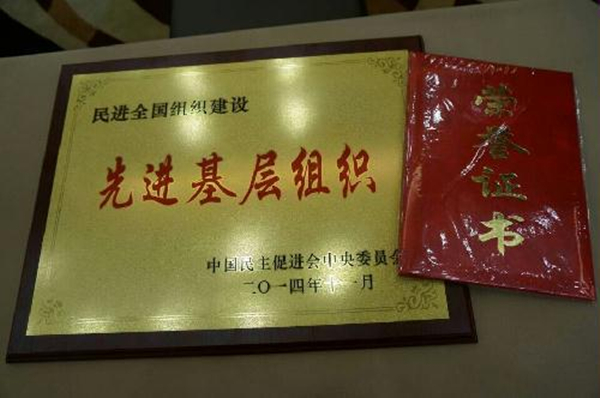 民进全国组织建设
先进基层组织
中国民主促进会中央委员会
二〇一四年十一月
荣誉证书